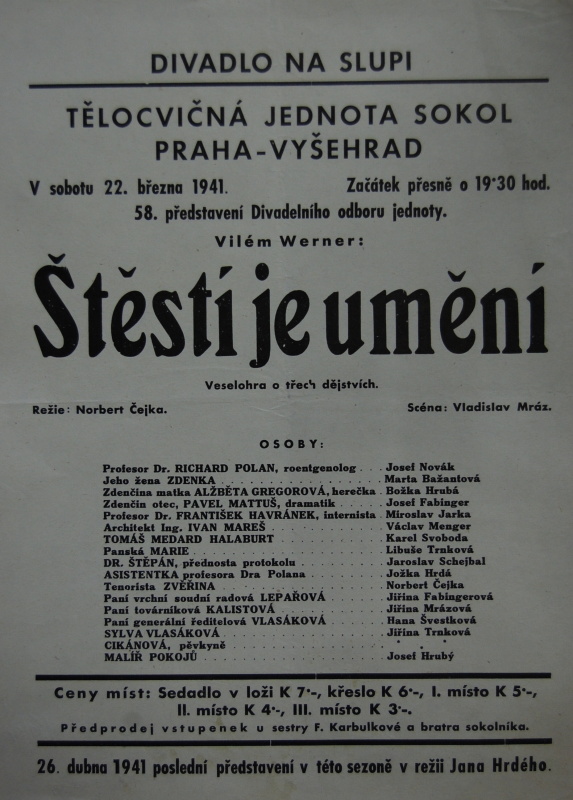 DIVADLO NA SLUPI
TĚLOCVIČNÁ JEDNOTA SOKOL
PRAHA-VYŠEHRAD
V sobotu 22. března 1941. Začátek přesně o 19·30 hod.
58. představení Divadelního odboru jednoty.
Vilém Werner:
Štěstí je umění
Veselohra o třech dějstvích.
Režie: Norbert Čejka. Scéna: Vladislav Mráz.
OSOBY:
Profesor Dr. RICHARD POLAN, roentgenolog . . . Josef Novák
Jeho žena ZDENKA . . . Marta Bažantová
Zdenčina matka ALŽBĚTA GREGOROVÁ, herečka . Božka Hrubá
Zdenčin otec, PAVEL MATTUŠ, dramatik . . . Josef Fabinger
Profesor Dr. FRANTIŠEK HAVRÁNEK, internista . Miroslav Jarka
Architekt Ing. IVAN MAREŠ . . . Václav Menger
TOMÁŠ MEDARD HALABURT . . . Karel Svoboda
Panská MARIE . . . Libuše Trnková
DR. ŠTĚPÁN, přednosta protokolu . . . Jaroslav Schejbal
ASISTENTKA profesora Dra Polana . . . Jožka Hrdá
Tenorista ZVĚŘINA . . . Norbert Čejka
Paní vrchní soudní radová LEPAŘOVÁ . . . Jiřina Fabingerová
Paní továrníková KALISTOVÁ . . . Jiřina Mrázová
Paní generální ředitelová VLASÁKOVÁ . . . Hana Švestková
SYLVA VLASÁKOVÁ . . . Jiřina Trnková
CIKÁNOVÁ, pěvkyně . . . * * *
MALÍŘ POKOJŮ . . . Josef Hrubý
Ceny míst: Sedadlo v loži K 7·-, křeslo K 6·-, I. místo K 5·-,
II. místo K 4·-, III. místo K 3·-.
Předprodej vstupenek u sestry F. Karbulkové a bratra sokolníka.
26. dubna 1941 poslední představení v této sezoně v režii Jana Hrdého.